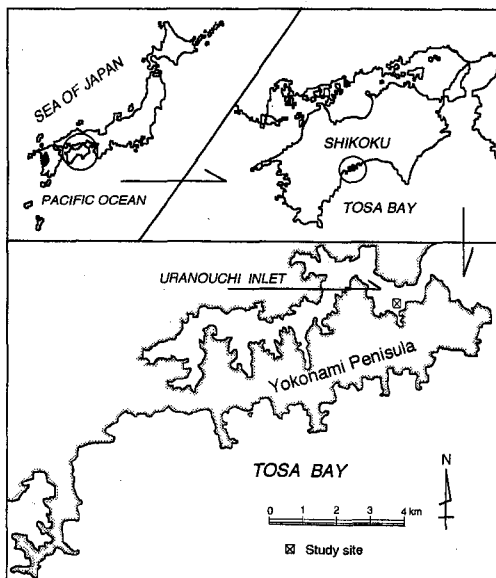 SEA OF JAPAN
PACIFIC OCEAN
SHIKOKU
TOSA BAY
URANOUCHI INLET
Yokonami Penisula
TOSA BAY
N
0 1 2 3 4 km
Study site